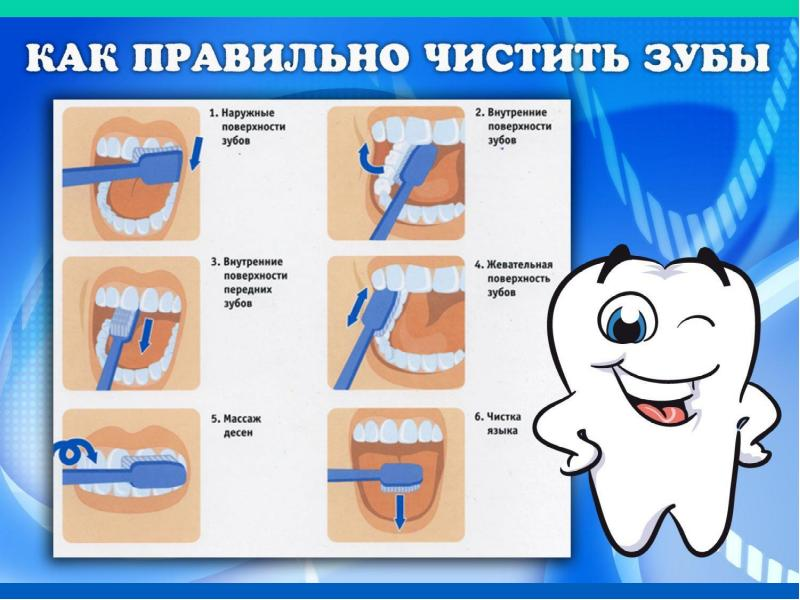 КАК ПРАВИЛЬНО ЧИСТИТЬ ЗУБЫ
1. Наружные
поверхности
зубов
2. Внутренние
поверхности
зубов
3. Внутренние
поверхности
передних
зубов
4. Жевательная
поверхность
зубов
5. Массаж
десен
6. Чистка
языка